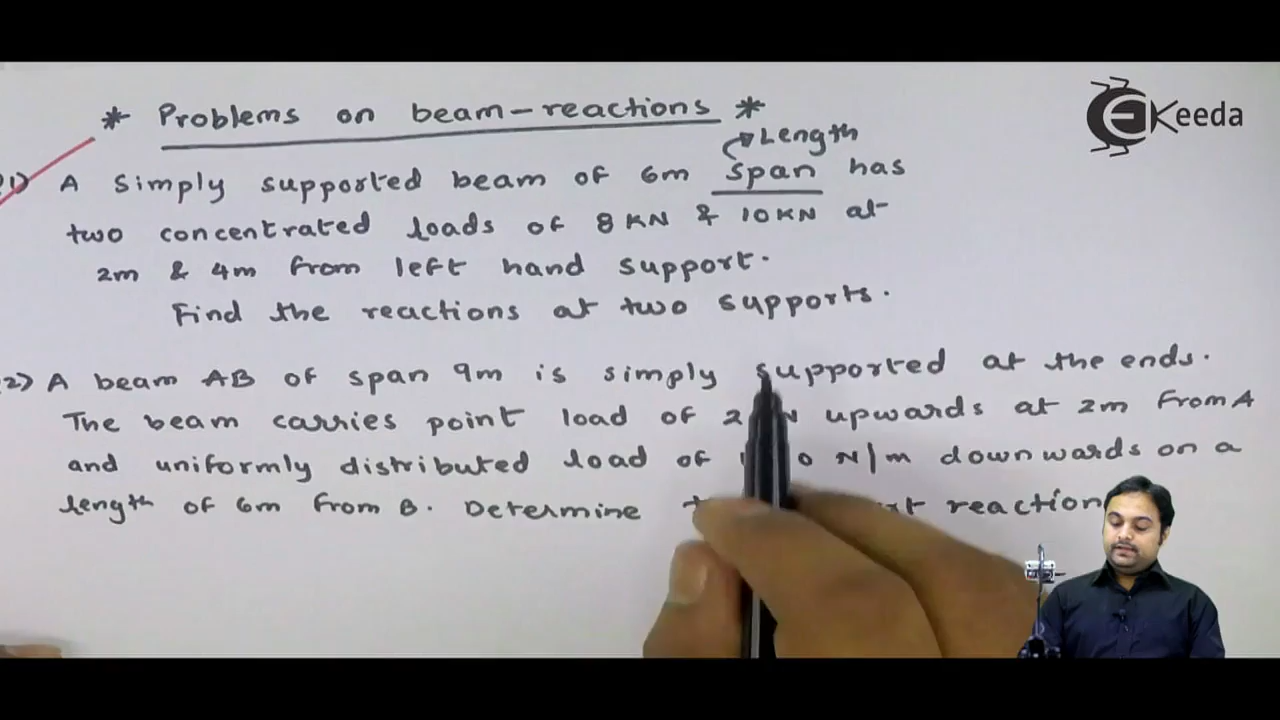 * Problems on beam-reactions *
Length
1) A simply supported beam of 6m span has
two concentrated loads of 8 KN & 10KN at
2m & 4m from left hand support.
Find the reactions at two supports.
2) A beam AB of span 9m is simply supported at the ends.
The beam carries point load of 2 N upwards at 2m from A
and uniformly distributed load of N/m downwards on a
length of 6m from B. Determine reaction
EKeeda